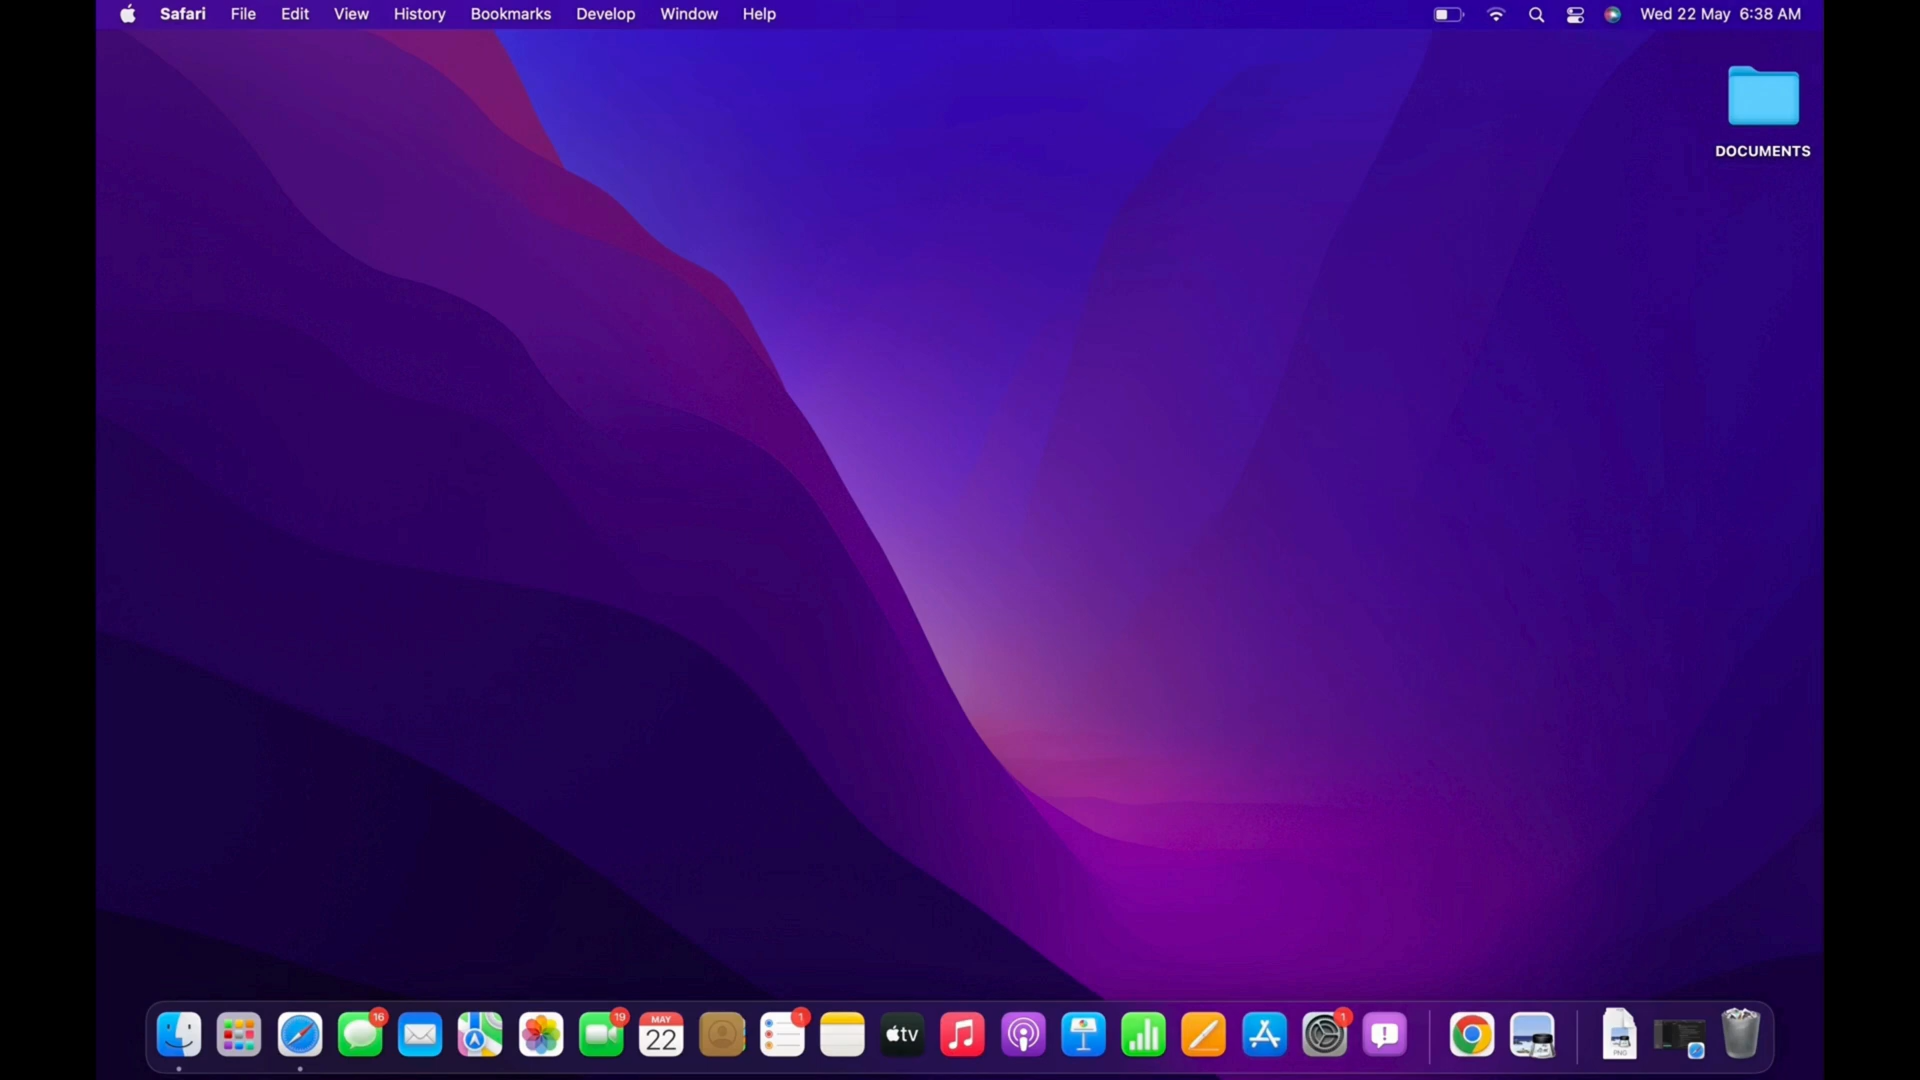 Safari File Edit View History Bookmarks Develop Window Help Wed 22 May 6:38 AM
DOCUMENTS
16
19
MAY
22
1
tv
1
PNG